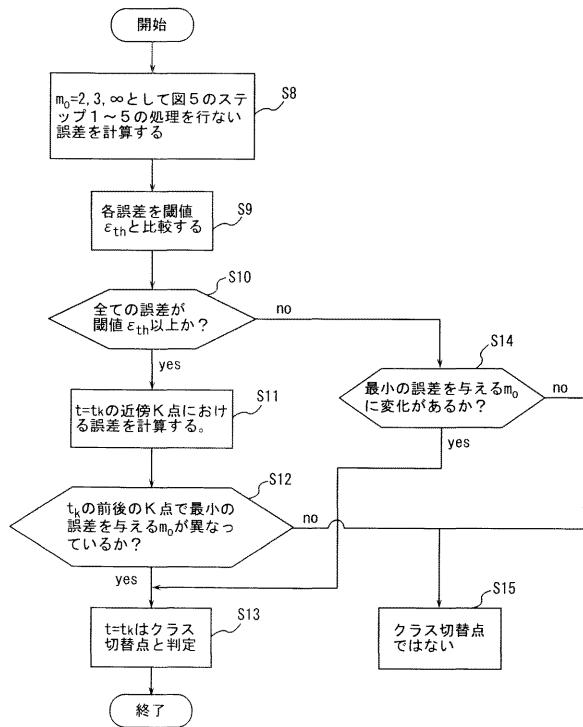 開始
S8
m₀=2,3,∞として図5のステ
ップ1～5の処理を行ない
誤差を計算する
S9
各誤差を閾値
εthと比較する
S10
全ての誤差が
閾値εth以上か？
no
yes
S14
最小の誤差を与えるm₀
に変化があるか？
no
yes
S11
t=tkの近傍K点におけ
る誤差を計算する。
S12
tkの前後のK点で最小の
誤差を与えるm₀が異なっ
ているか？
no
yes
S13
t=tkはクラス
切替点と判定
S15
クラス切替点
ではない
終了